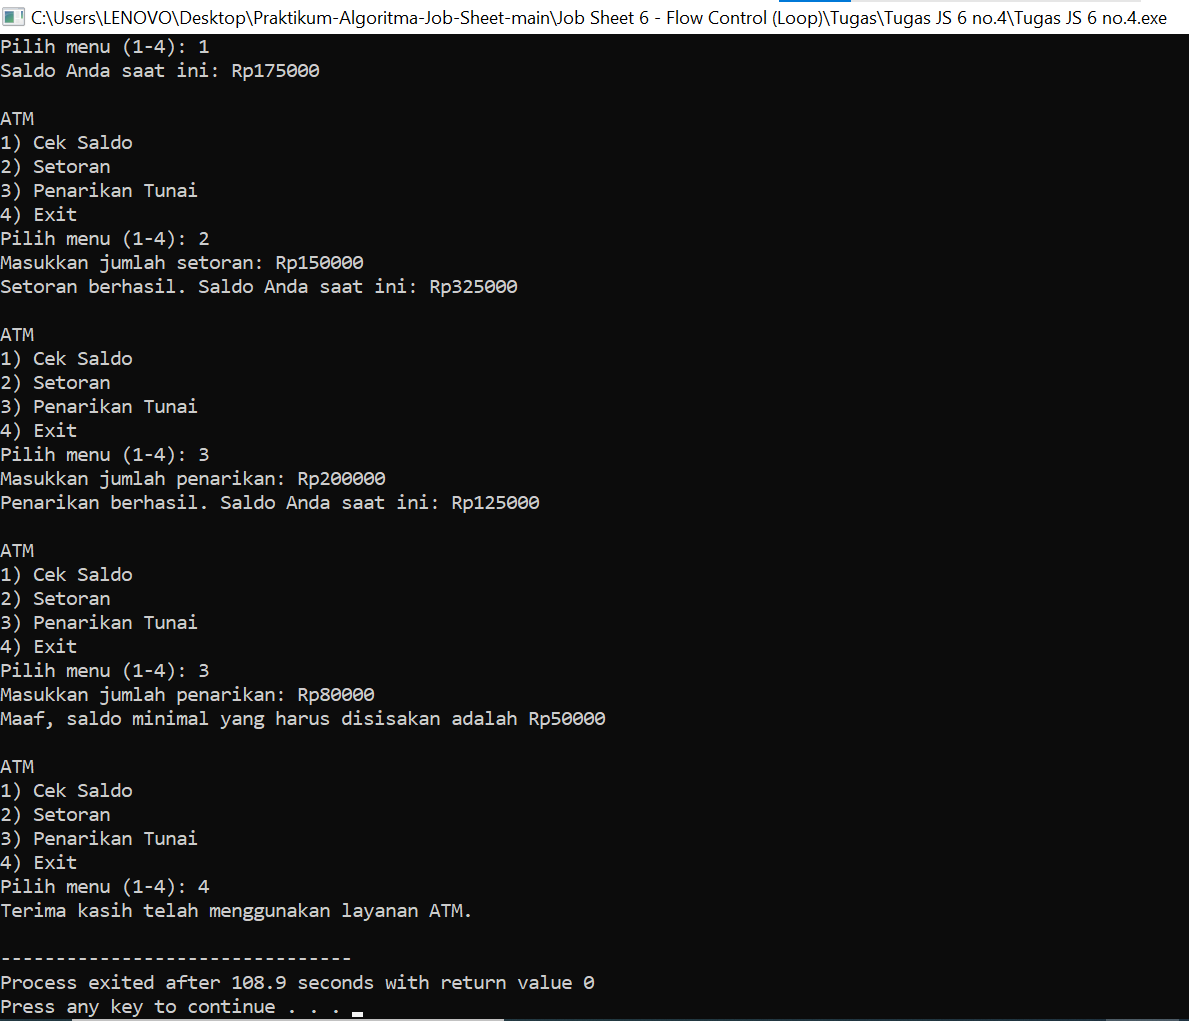 C:\Users\LENOVO\Desktop\Praktikum-Algoritma-Job-Sheet-main\Job Sheet 6 - Flow Control (Loop)\Tugas\Tugas JS 6 no.4\Tugas JS 6 no.4.exe
Pilih menu (1-4): 1
Saldo Anda saat ini: Rp175000

ATM
1) Cek Saldo
2) Setoran
3) Penarikan Tunai
4) Exit
Pilih menu (1-4): 2
Masukkan jumlah setoran: Rp150000
Setoran berhasil. Saldo Anda saat ini: Rp325000

ATM
1) Cek Saldo
2) Setoran
3) Penarikan Tunai
4) Exit
Pilih menu (1-4): 3
Masukkan jumlah penarikan: Rp200000
Penarikan berhasil. Saldo Anda saat ini: Rp125000

ATM
1) Cek Saldo
2) Setoran
3) Penarikan Tunai
4) Exit
Pilih menu (1-4): 3
Masukkan jumlah penarikan: Rp80000
Maaf, saldo minimal yang harus disisakan adalah Rp50000

ATM
1) Cek Saldo
2) Setoran
3) Penarikan Tunai
4) Exit
Pilih menu (1-4): 4
Terima kasih telah menggunakan layanan ATM.

--------------------------------
Process exited after 108.9 seconds with return value 0
Press any key to continue . . .